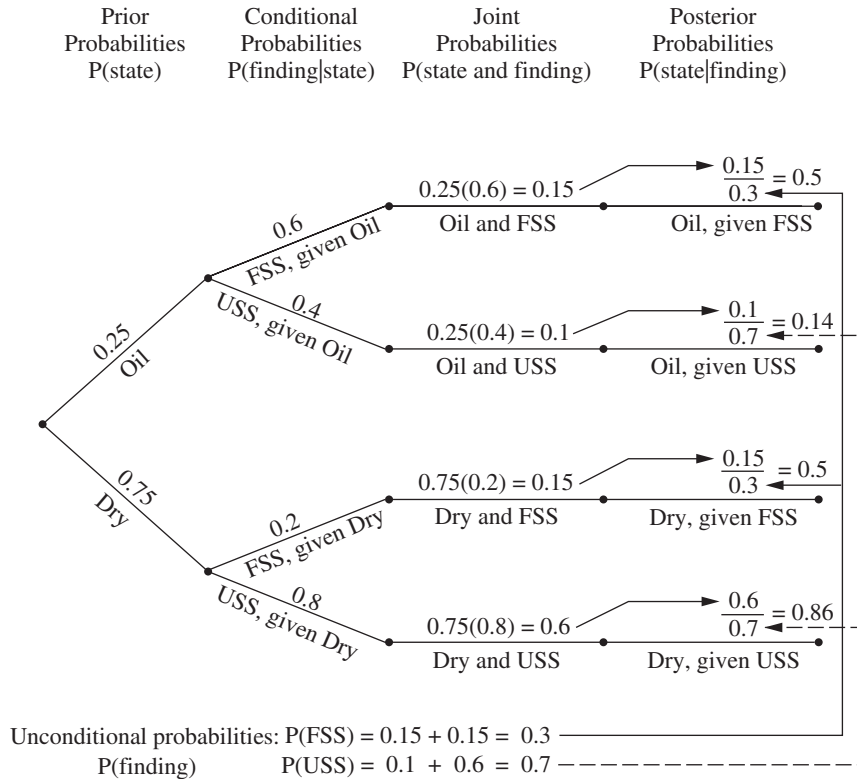 Prior Probabilities P(state)
Conditional Probabilities P(finding|state)
Joint Probabilities P(state and finding)
Posterior Probabilities P(state|finding)
0.25
Oil
0.75
Dry
0.6
FSS, given Oil
0.4
USS, given Oil
0.2
FSS, given Dry
0.8
USS, given Dry
0.25(0.6) = 0.15
Oil and FSS
0.15/0.3 = 0.5
Oil, given FSS
0.25(0.4) = 0.1
Oil and USS
0.1/0.7 = 0.14
Oil, given USS
0.75(0.2) = 0.15
Dry and FSS
0.15/0.3 = 0.5
Dry, given FSS
0.75(0.8) = 0.6
Dry and USS
0.6/0.7 = 0.86
Dry, given USS
Unconditional probabilities: P(FSS) = 0.15 + 0.15 = 0.3
P(finding) P(USS) = 0.1 + 0.6 = 0.7